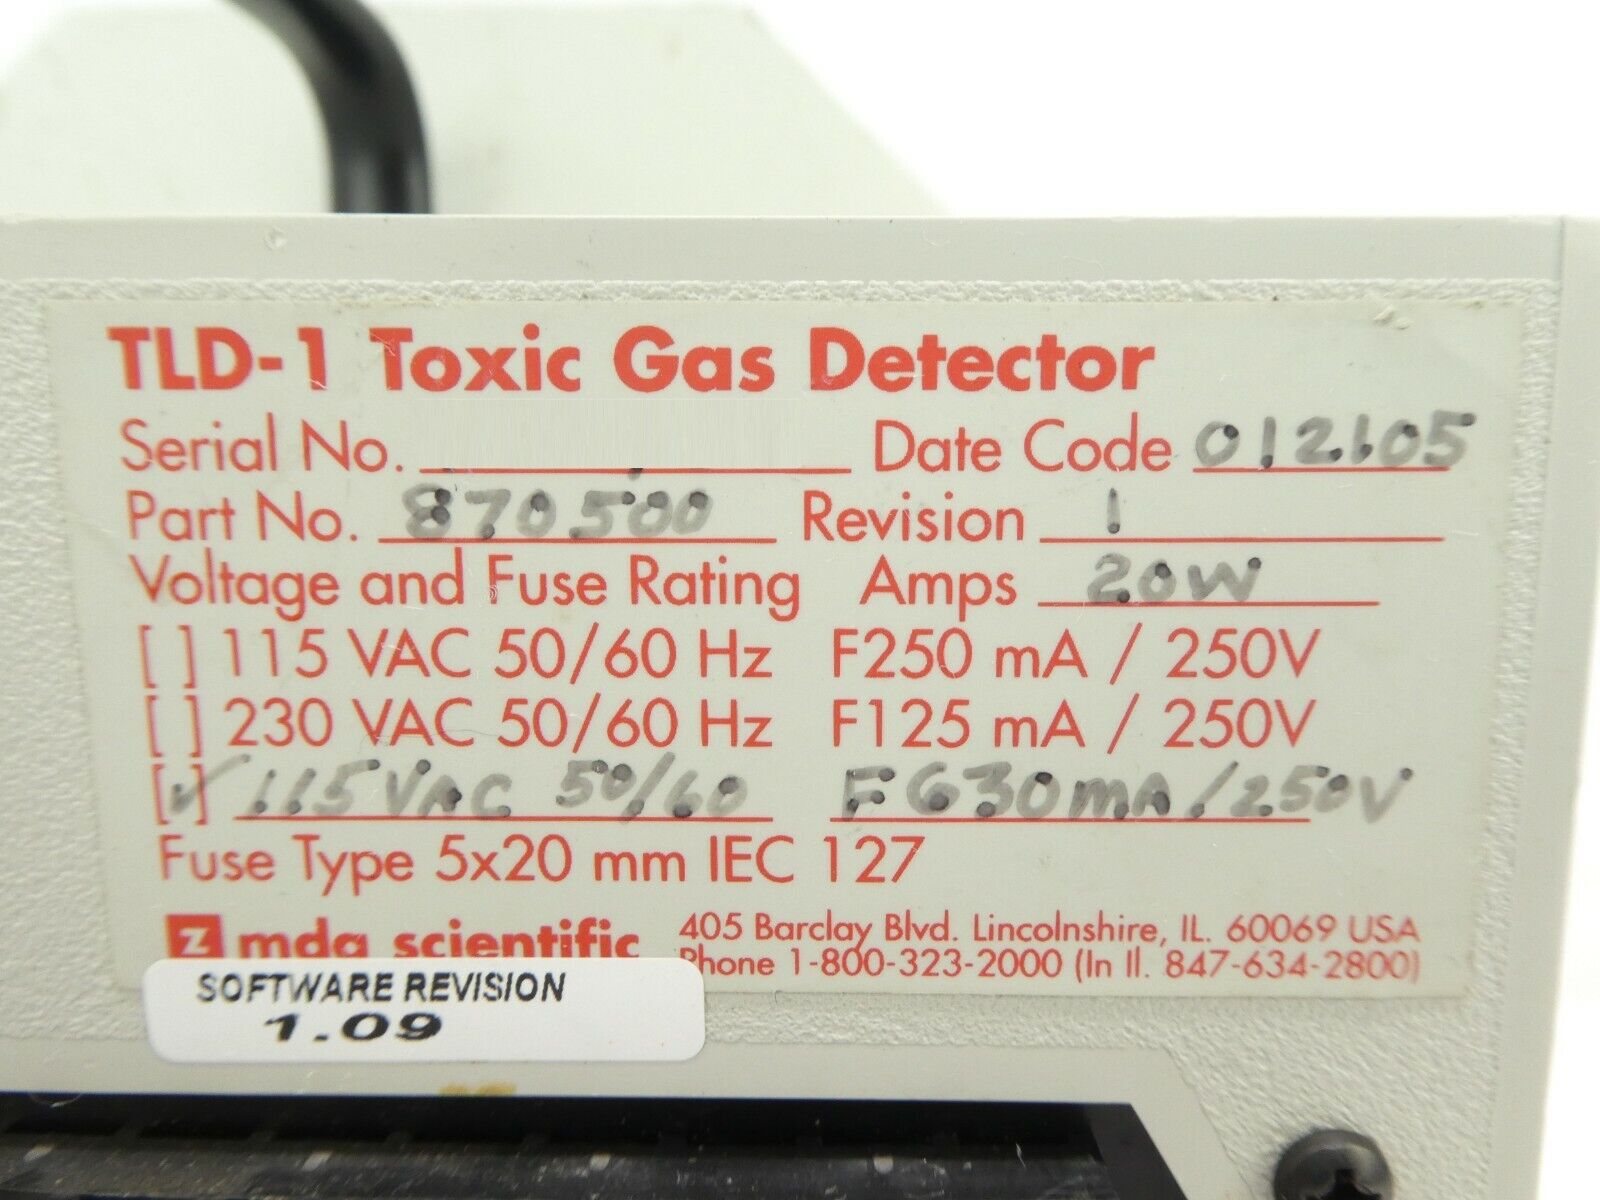 TLD-1 Toxic Gas Detector
Serial No. Date Code 012105
Part No. 870500 Revision 1
Voltage and Fuse Rating Amps 20W
[ ] 115 VAC 50/60 Hz F250 mA / 250V
[ ] 230 VAC 50/60 Hz F125 mA / 250V
[✓] 115VAC 50/60 F630mA/250V
Fuse Type 5x20 mm IEC 127
Z mda scientific 405 Barclay Blvd. Lincolnshire, IL. 60069 USA
Phone 1-800-323-2000 (In Il. 847-634-2800)
SOFTWARE REVISION
1.09